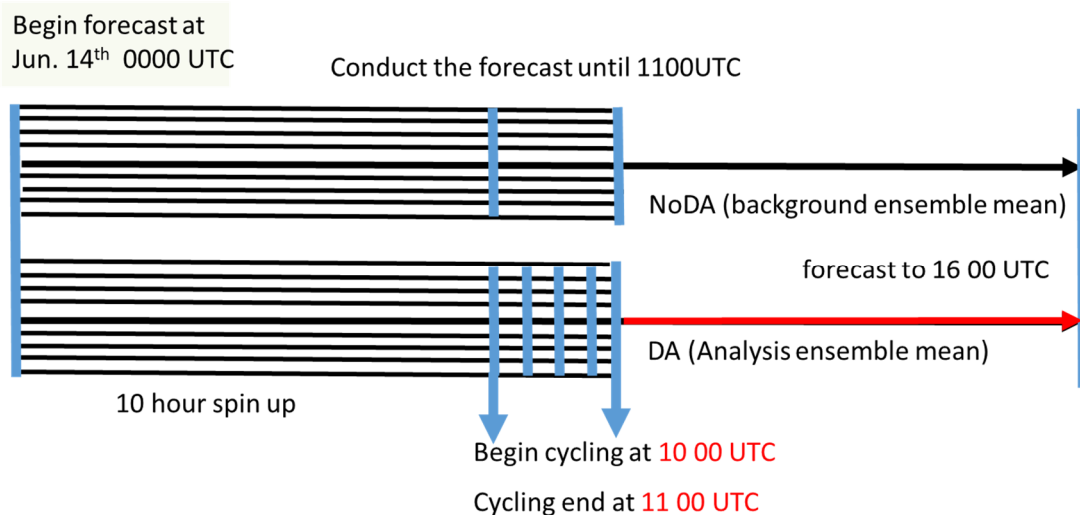 Begin forecast at
Jun. 14th 0000 UTC
Conduct the forecast until 1100UTC
NoDA (background ensemble mean)
forecast to 16 00 UTC
DA (Analysis ensemble mean)
10 hour spin up
Begin cycling at 10 00 UTC
Cycling end at 11 00 UTC